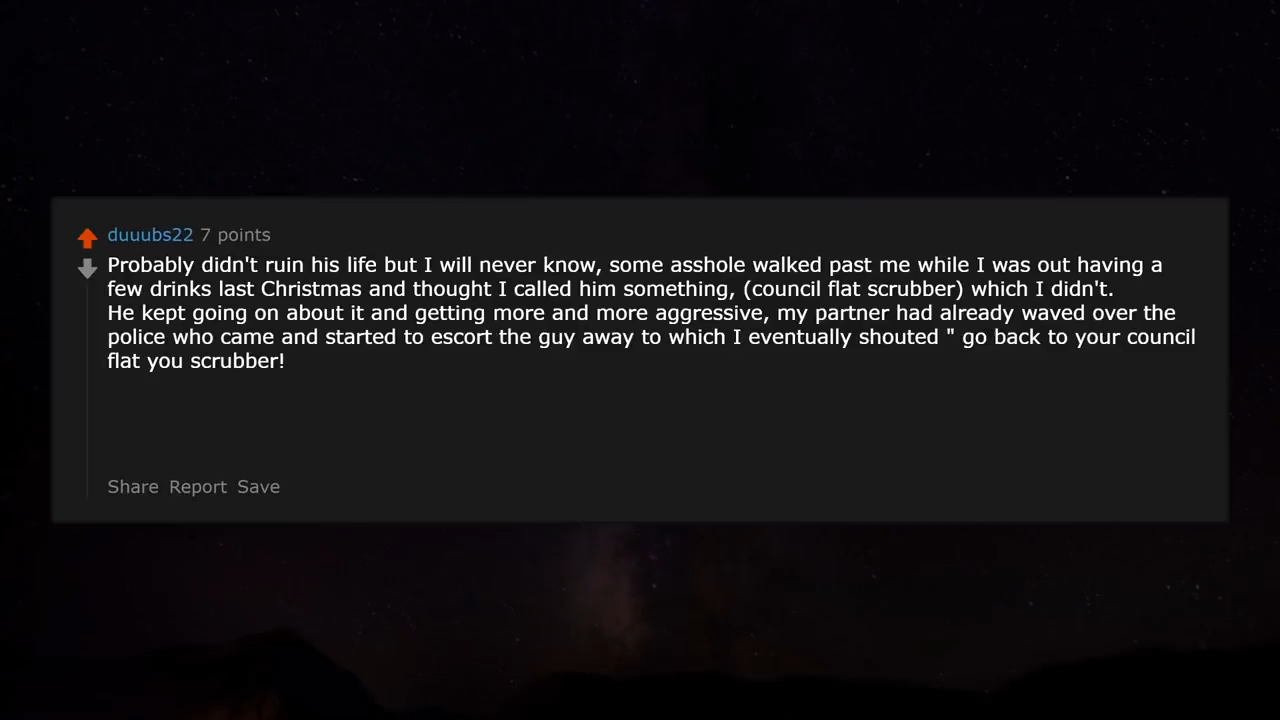 duuubs22 7 points
Probably didn't ruin his life but I will never know, some asshole walked past me while I was out having a
few drinks last Christmas and thought I called him something, (council flat scrubber) which I didn't.
He kept going on about it and getting more and more aggressive, my partner had already waved over the
police who came and started to escort the guy away to which I eventually shouted " go back to your council
flat you scrubber!
Share Report Save